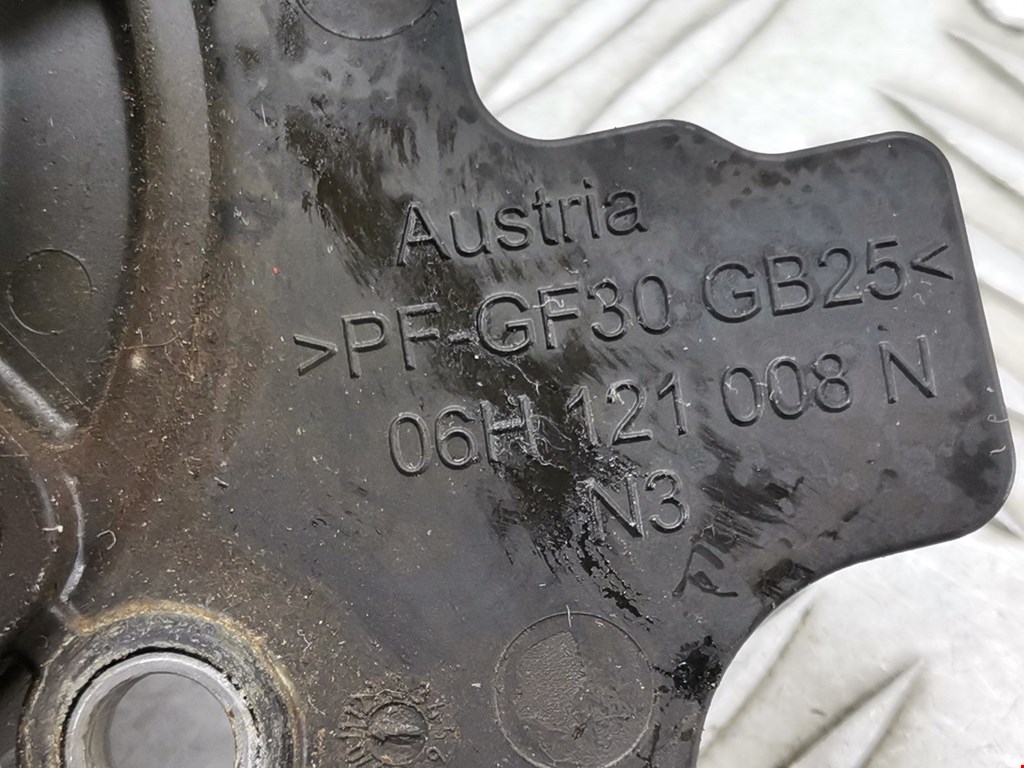 Austria
>PF-GF30 GB25<
06H 121 008 N
N3